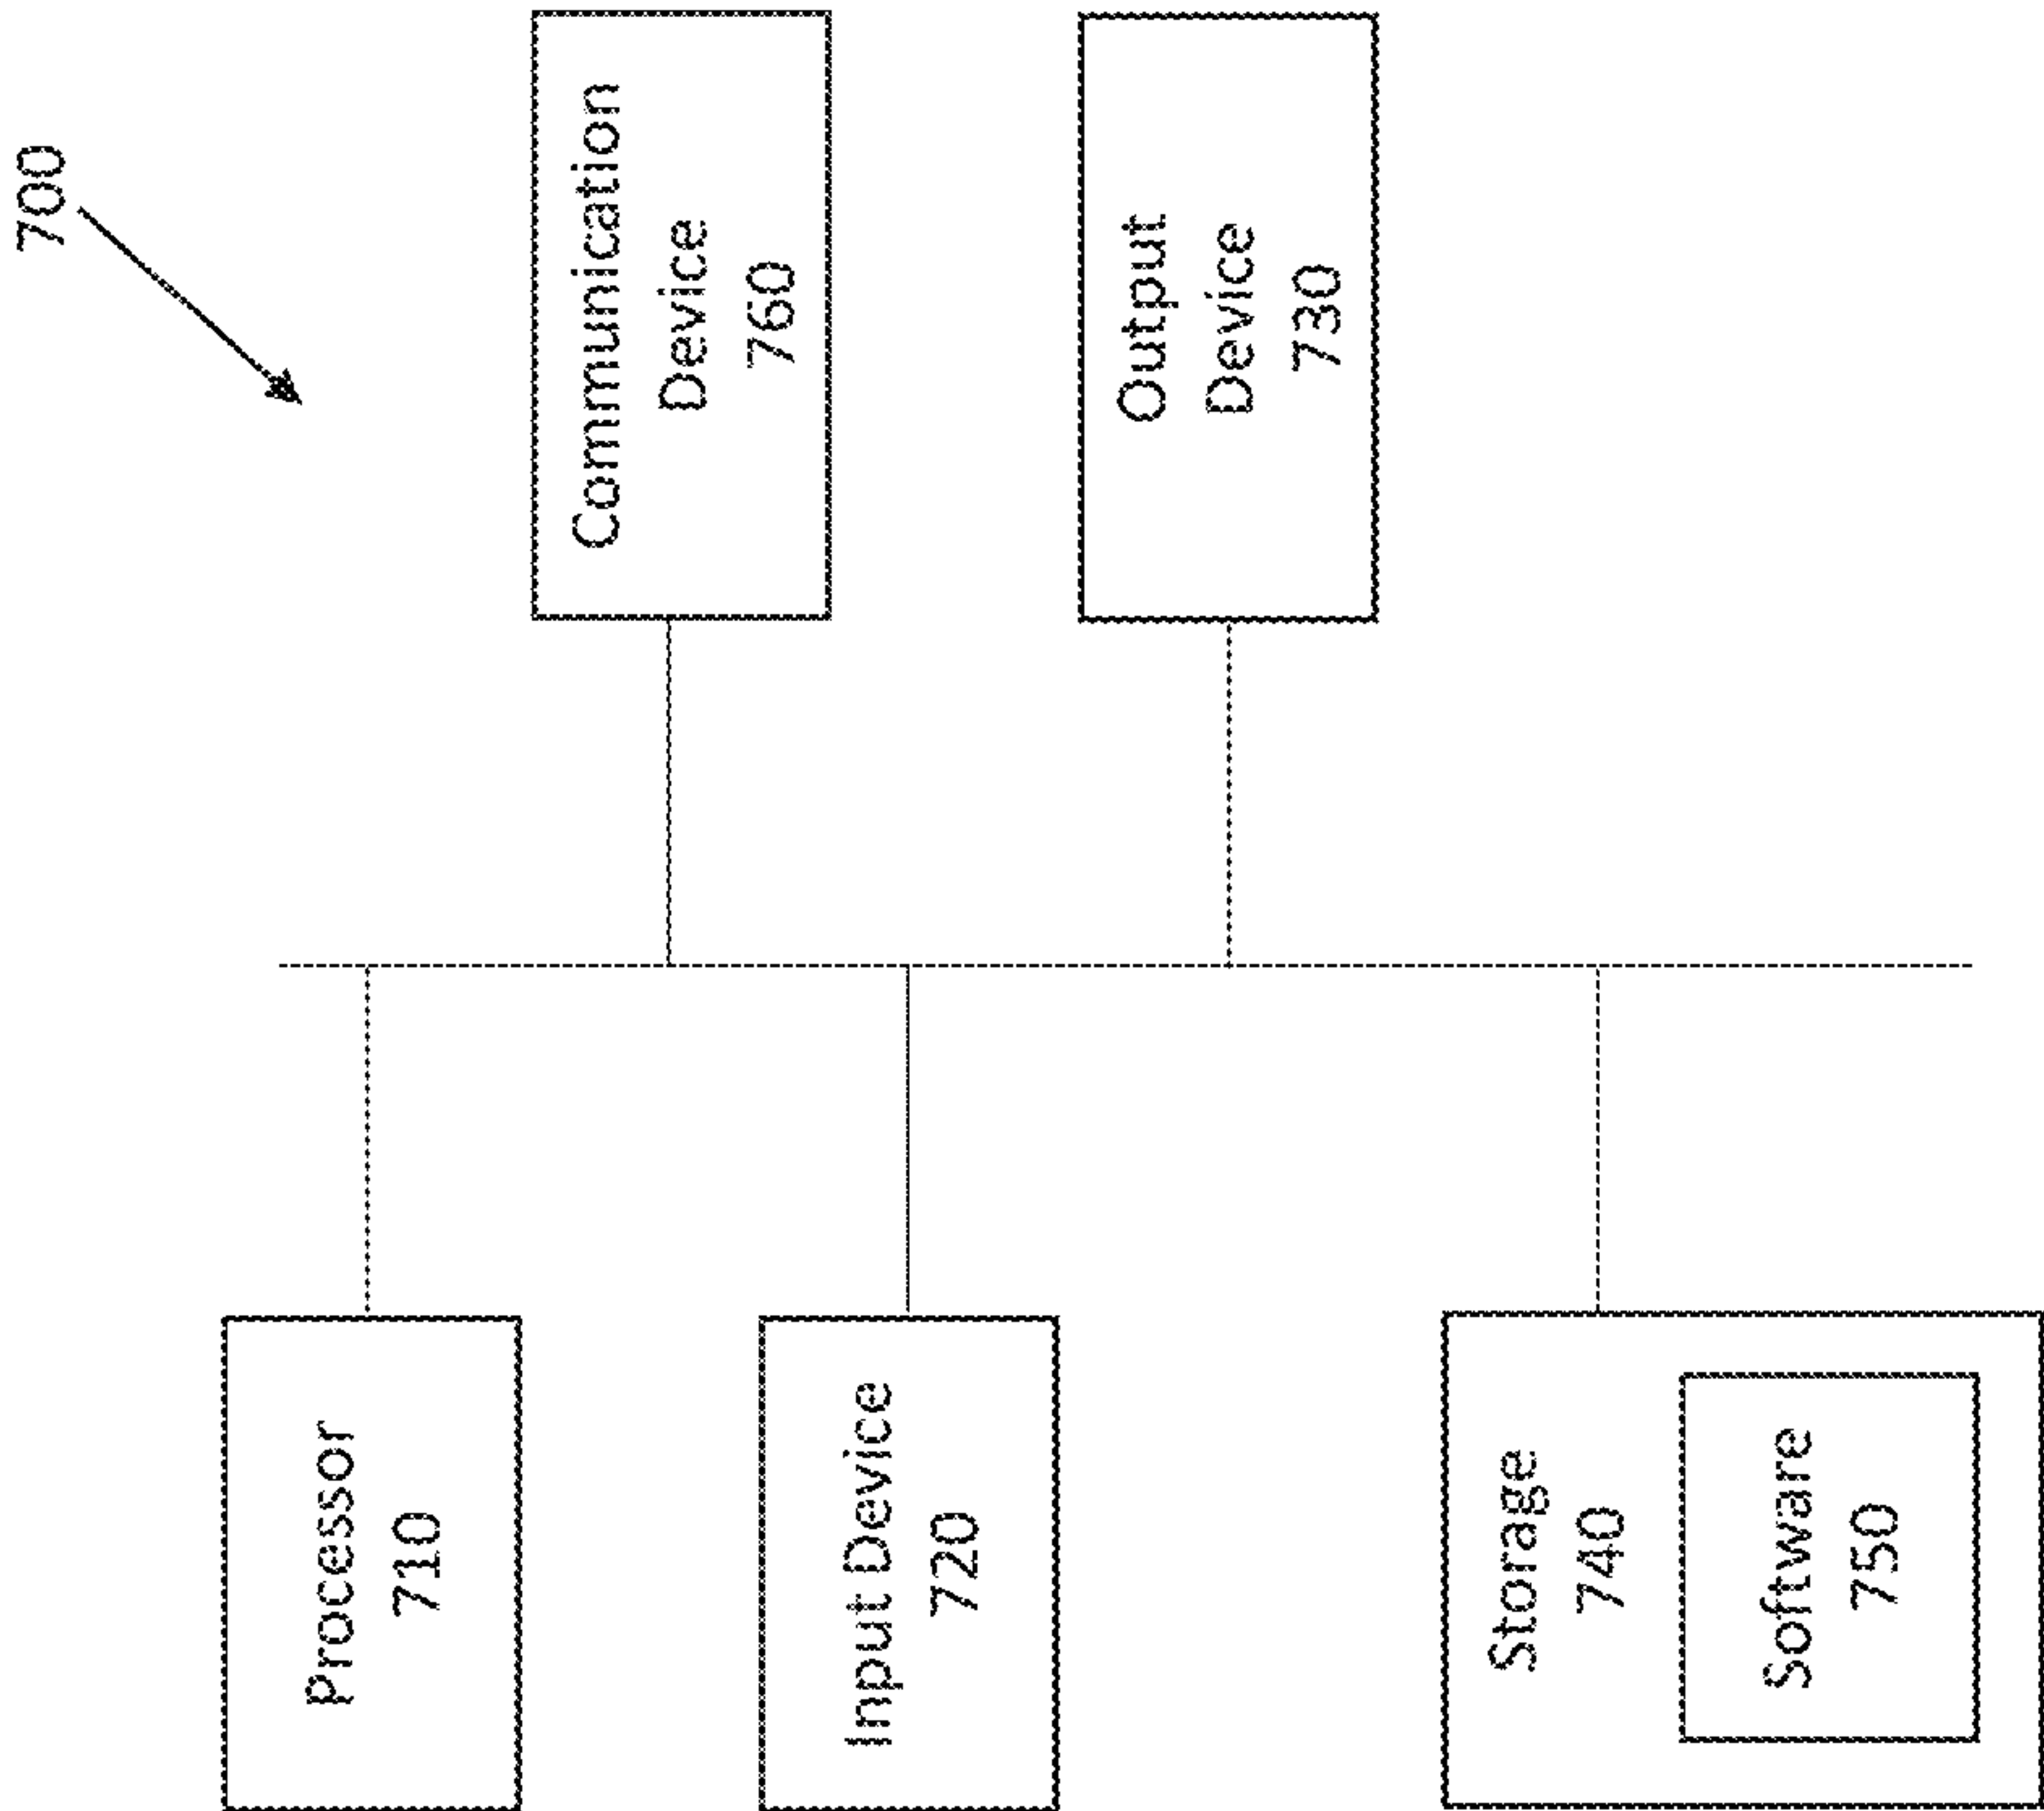 700
Processor
710
Communication
Device
760
Input Device
720
Output
Device
730
Storage
740
Software
750